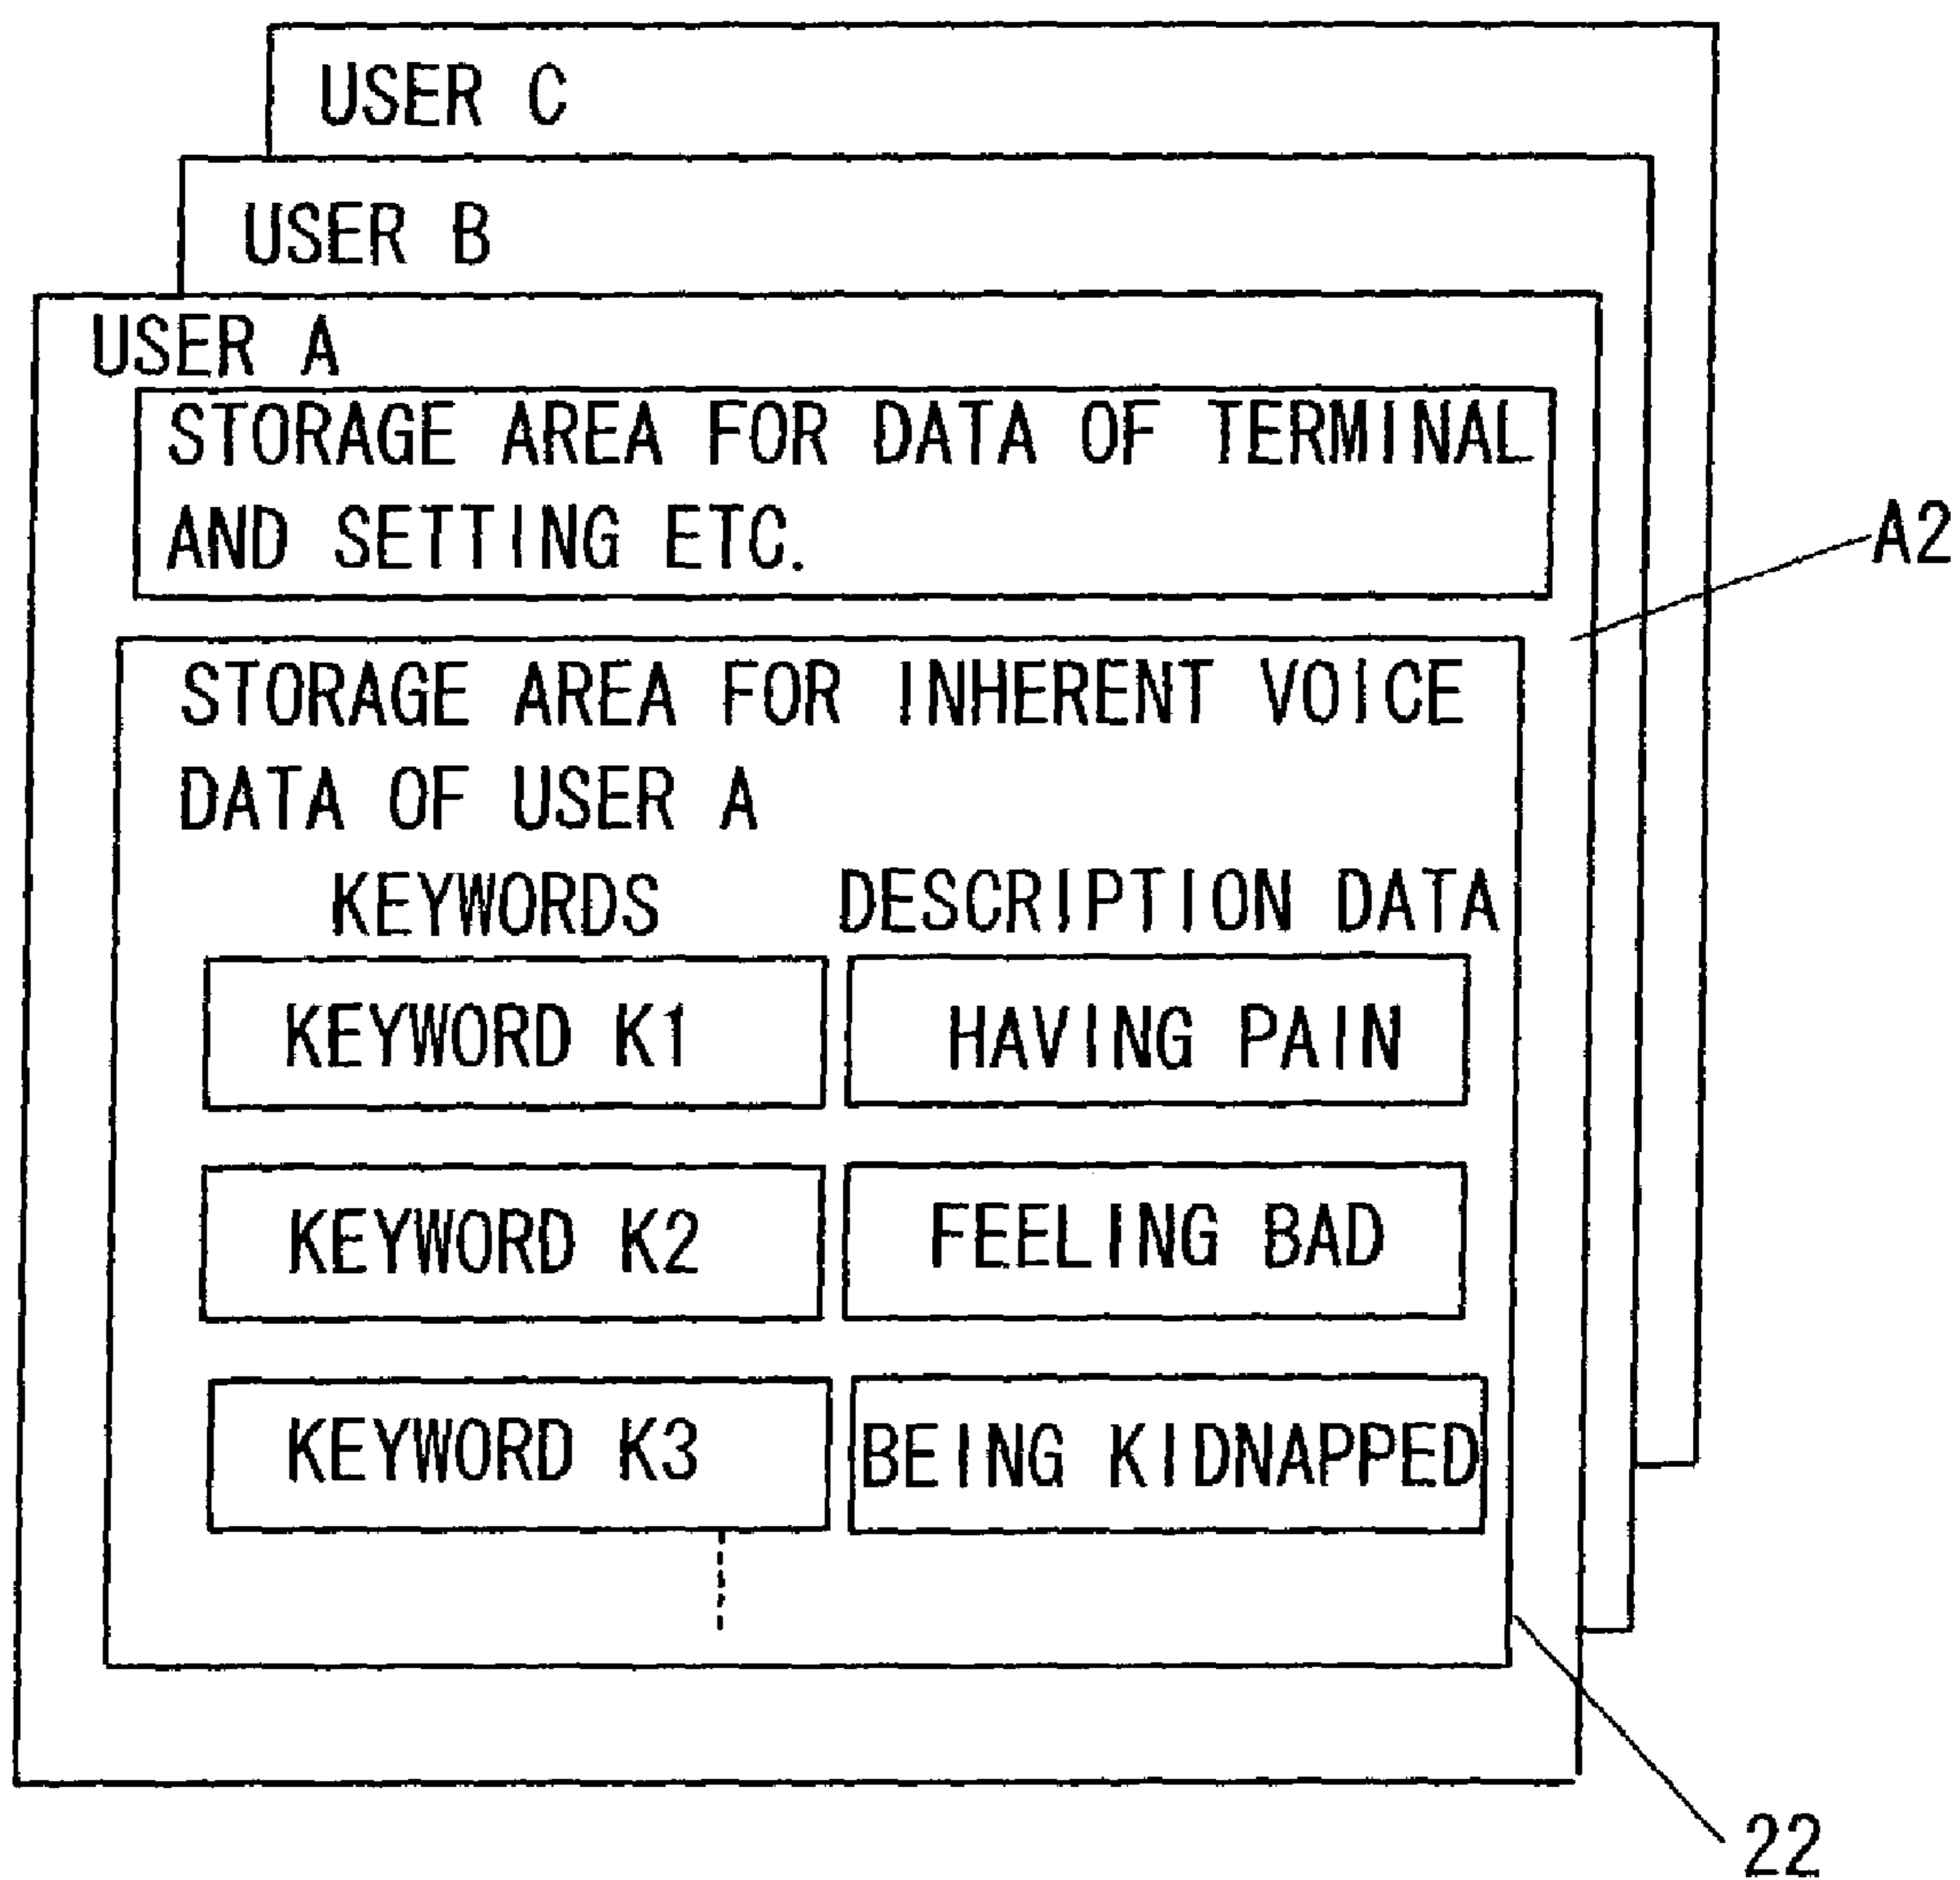 USER C
USER B
USER A
STORAGE AREA FOR DATA OF TERMINAL
AND SETTING ETC.
A2
STORAGE AREA FOR INHERENT VOICE
DATA OF USER A
KEYWORDS DESCRIPTION DATA
KEYWORD K1 HAVING PAIN
KEYWORD K2 FEELING BAD
KEYWORD K3 BEING KIDNAPPED
22